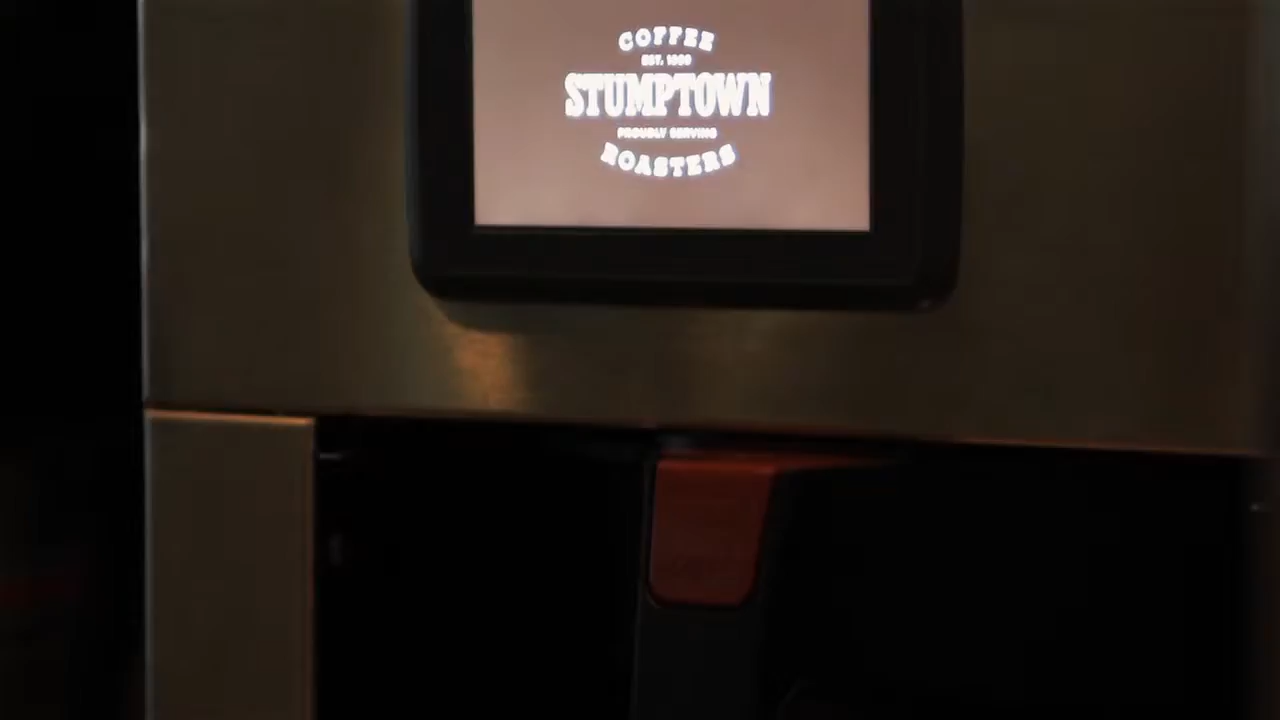 COFFEE
EST. 1999
STUMPTOWN
PROUDLY SERVING
ROASTERS